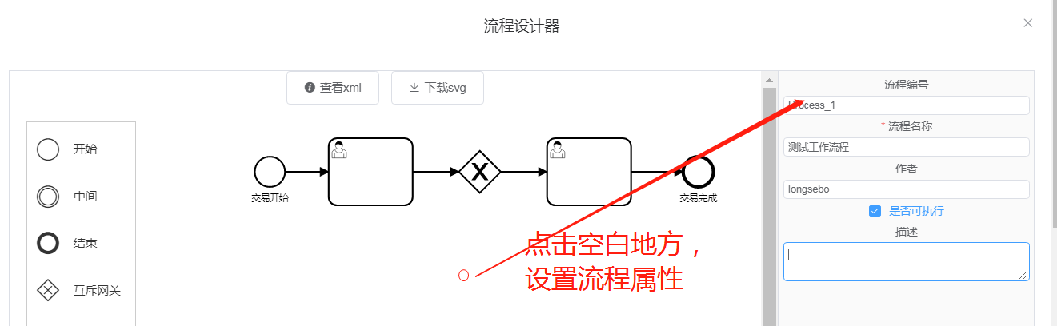 流程设计器
查看xml
下载svg
开始
中间
结束
互斥网关
交易开始
交易完成
点击空白地方，
设置流程属性
流程编号
* 流程名称
测试工作流程
作者
longsebo
是否可执行
描述